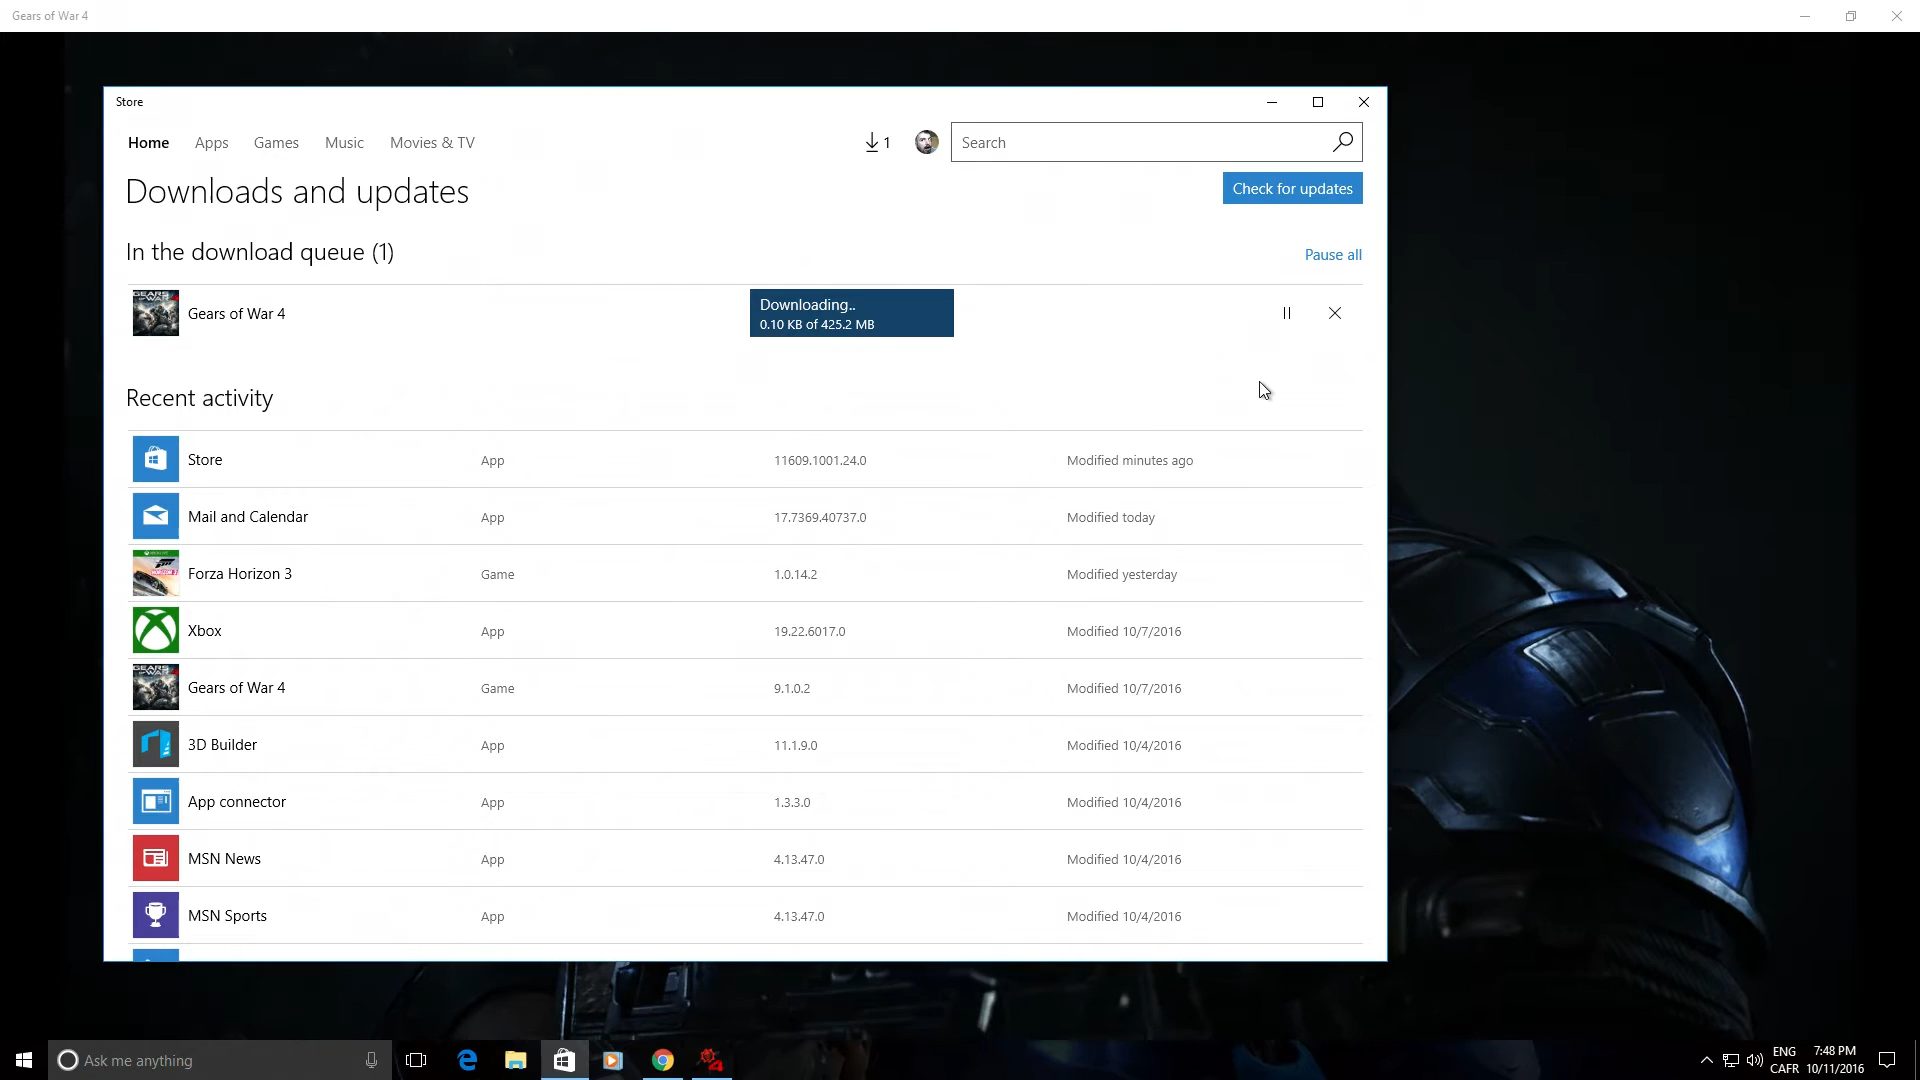 Gears of War 4
Store
Home Apps Games Music Movies & TV 1 Search
Downloads and updates Check for updates
In the download queue (1) Pause all
Gears of War 4
Downloading..
0.10 KB of 425.2 MB
Recent activity
Store App 11609.1001.24.0 Modified minutes ago
Mail and Calendar App 17.7369.40737.0 Modified today
Forza Horizon 3 Game 1.0.14.2 Modified yesterday
Xbox App 19.22.6017.0 Modified 10/7/2016
Gears of War 4 Game 9.1.0.2 Modified 10/7/2016
3D Builder App 11.1.9.0 Modified 10/4/2016
App connector App 1.3.3.0 Modified 10/4/2016
MSN News App 4.13.47.0 Modified 10/4/2016
MSN Sports App 4.13.47.0 Modified 10/4/2016
Ask me anything ENG 7:48 PM
CAFR 10/11/2016